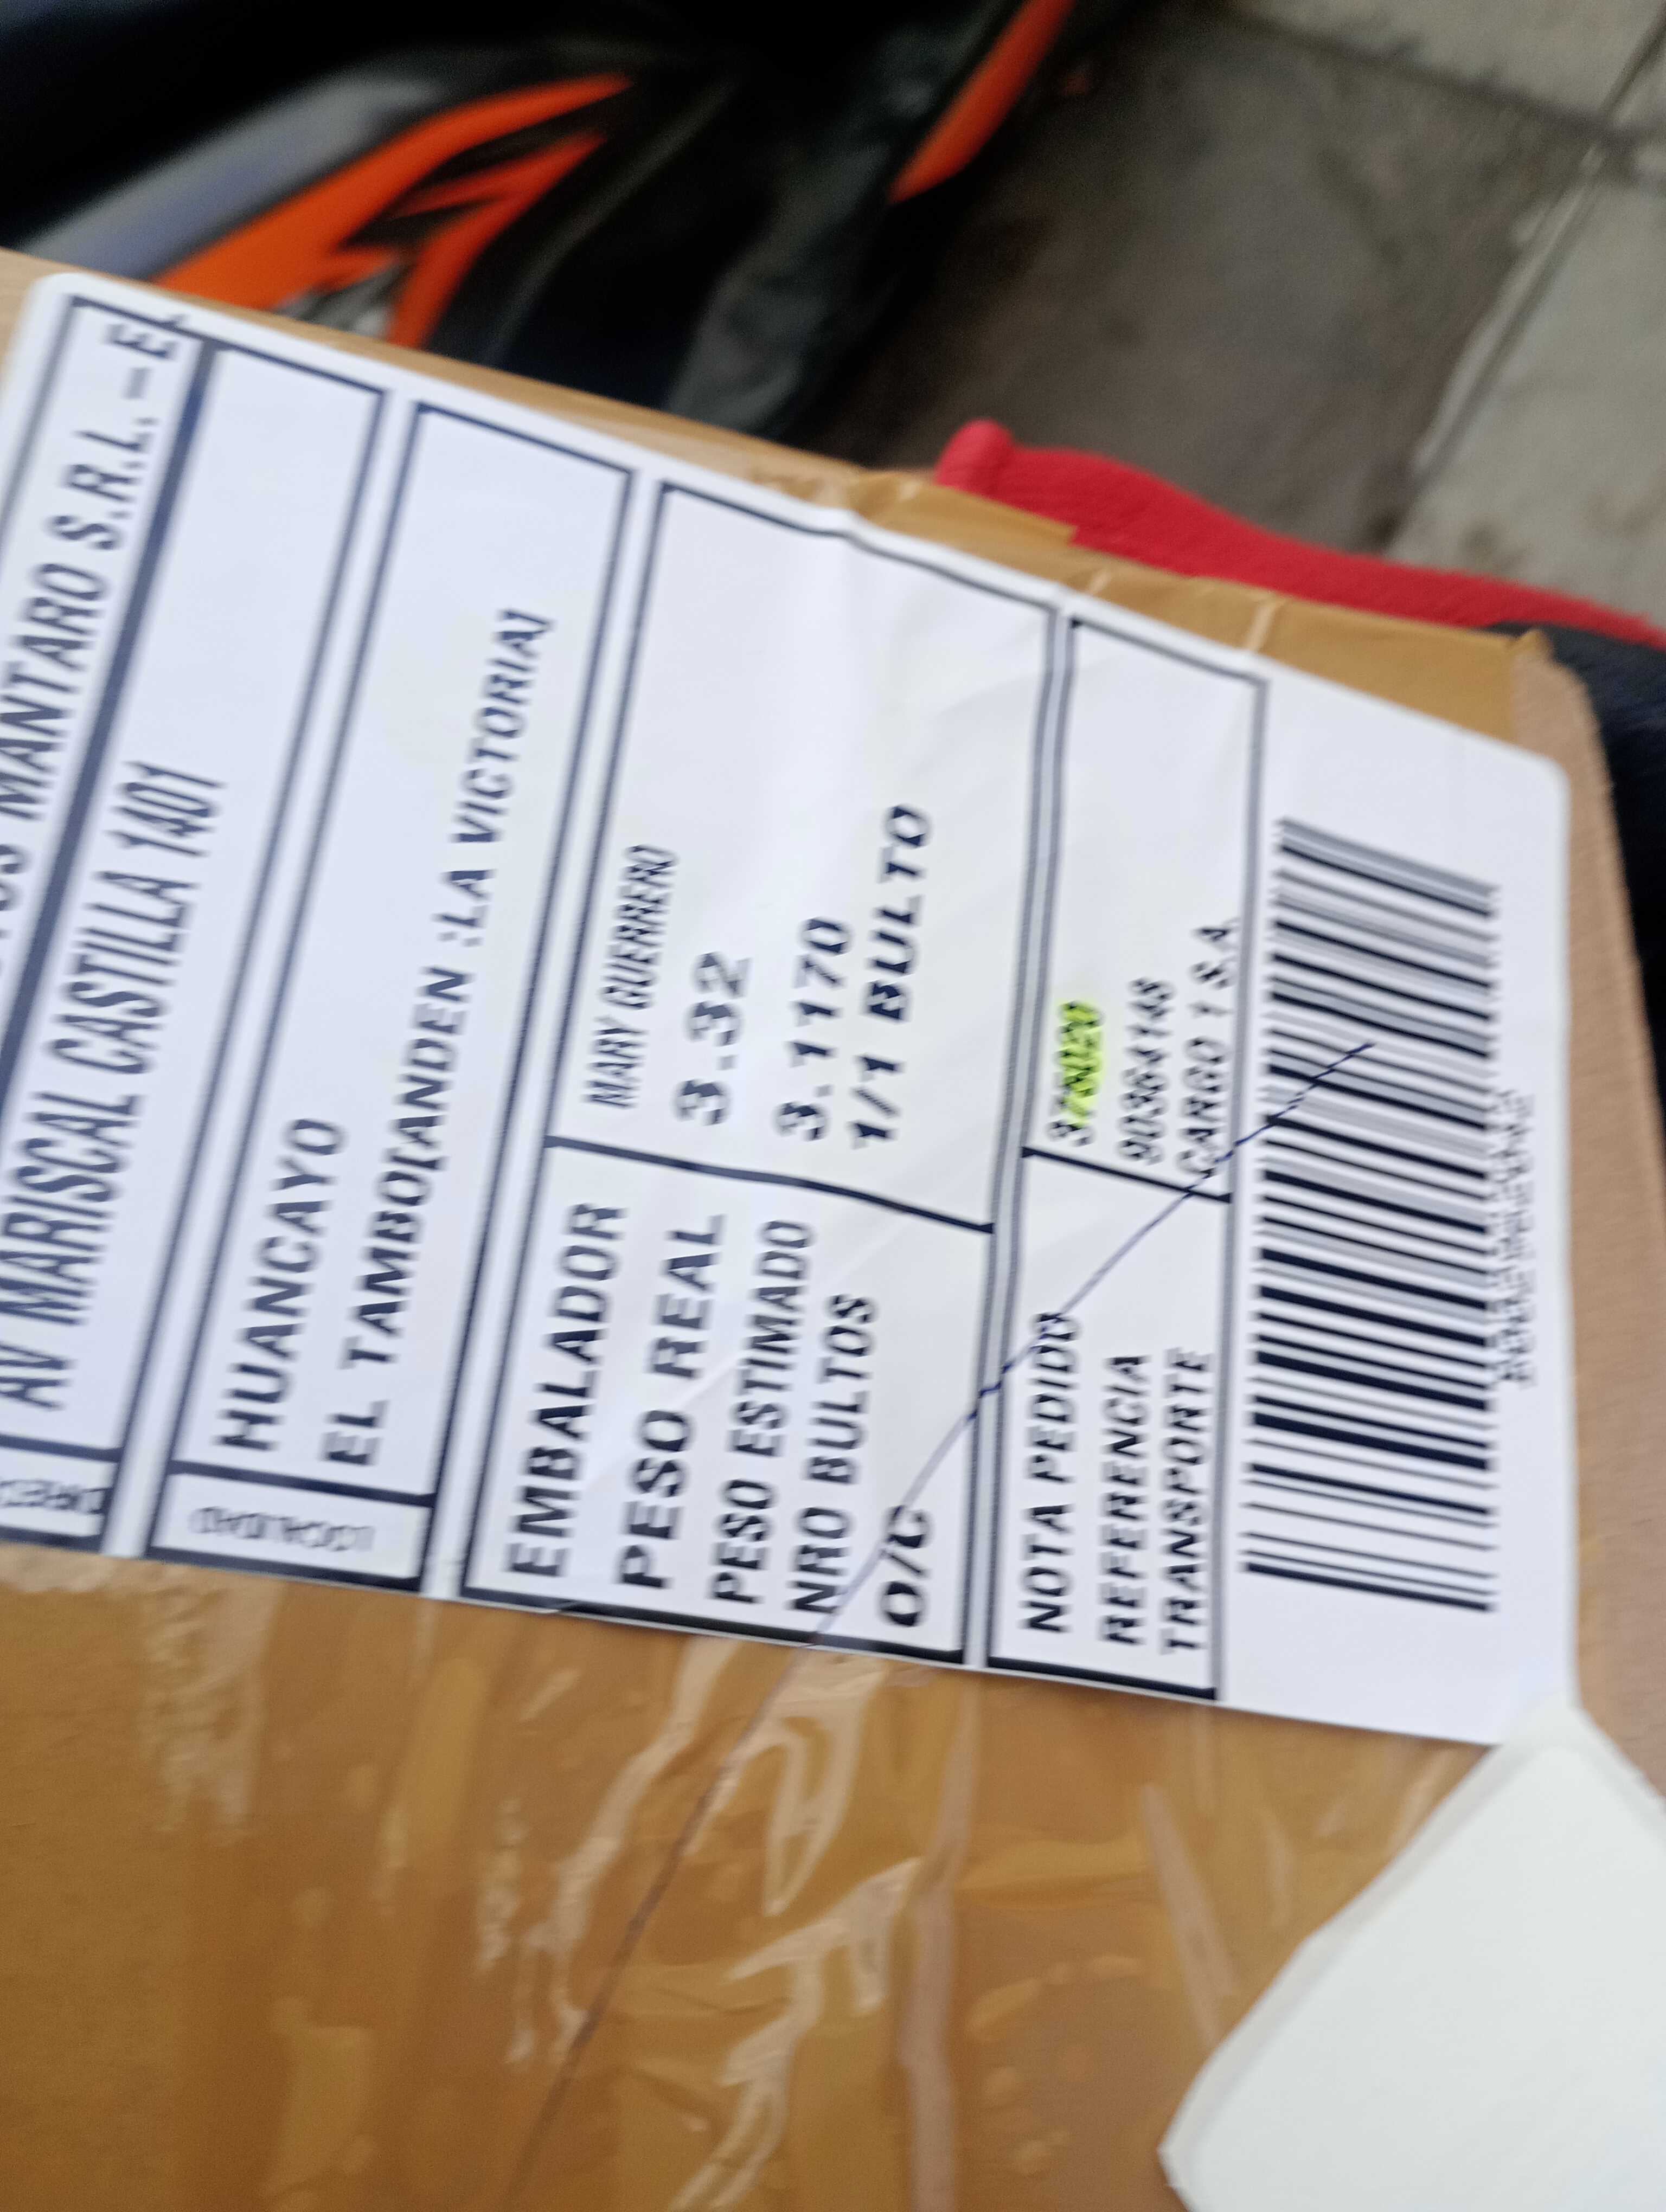 MANTARO S.R.L. - E
AV MARISCAL CASTILLA 1401
HUANCAYO
LOCALIDAD
EL TAMBO[ANDEN :LA VICTORIA]
EMBALADOR MARY GUERRERO
PESO REAL 3.32
PESO ESTIMADO 3.1170
NRO BULTOS 1/1 BULTO
O/C
NOTA PEDIDO
REFERENCIA
TRANSPORTE CARGO 1 S.A.